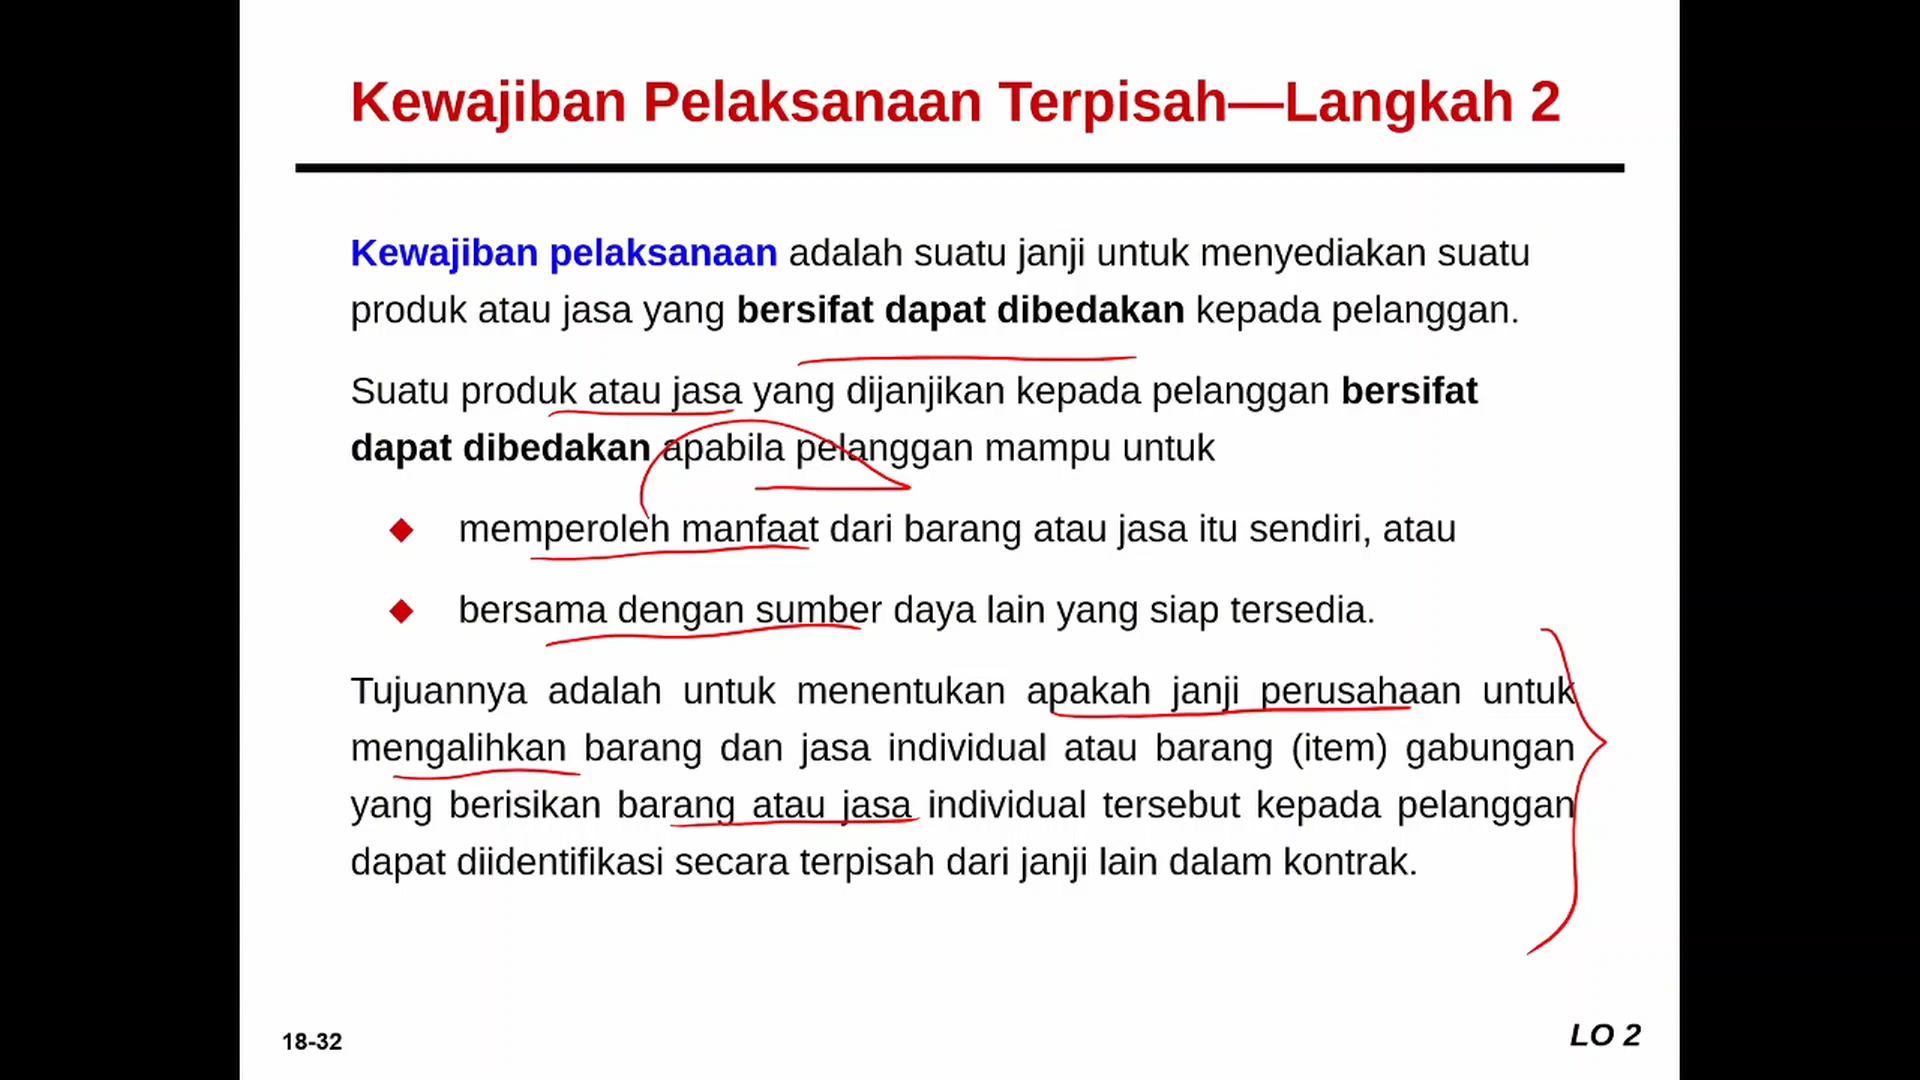 Kewajiban Pelaksanaan Terpisah—Langkah 2
Kewajiban pelaksanaan adalah suatu janji untuk menyediakan suatu
produk atau jasa yang bersifat dapat dibedakan kepada pelanggan.
Suatu produk atau jasa yang dijanjikan kepada pelanggan bersifat
dapat dibedakan apabila pelanggan mampu untuk
memperoleh manfaat dari barang atau jasa itu sendiri, atau
bersama dengan sumber daya lain yang siap tersedia.
Tujuannya adalah untuk menentukan apakah janji perusahaan untuk
mengalihkan barang dan jasa individual atau barang (item) gabungan
yang berisikan barang atau jasa individual tersebut kepada pelanggan
dapat diidentifikasi secara terpisah dari janji lain dalam kontrak.
18-32
LO 2